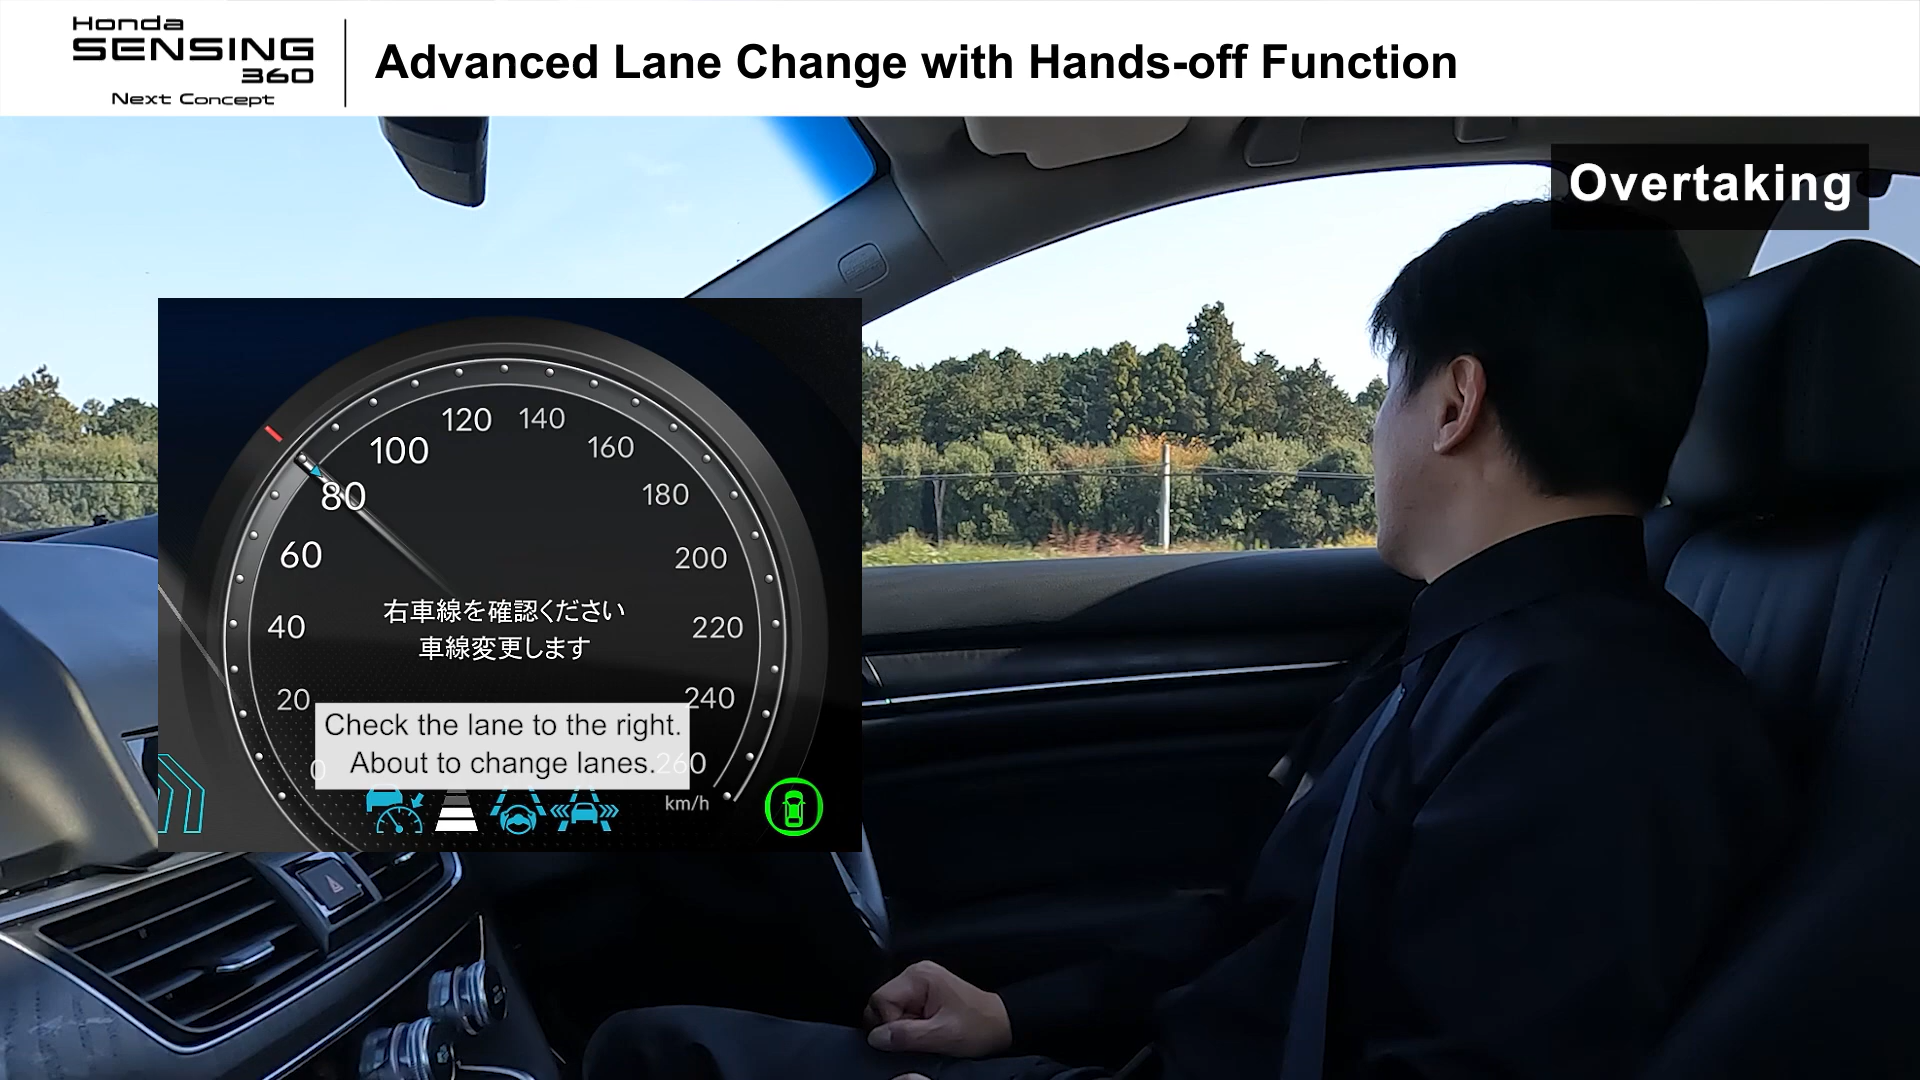 Honda
SENSING
360
Next Concept
Advanced Lane Change with Hands-off Function
Overtaking
120 140
100 160
80 180
60 200
右車線を確認ください
40 220
車線変更します
20 240
Check the lane to the right.
About to change lanes.
0 260
km/h